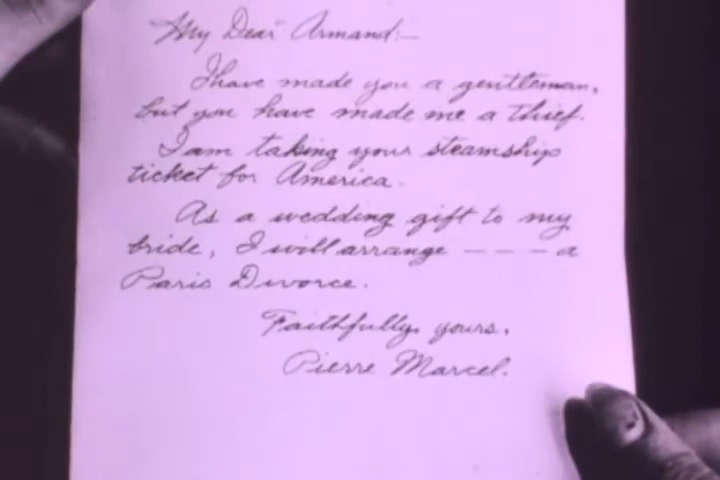 My Dear Armand:—
I have made you a gentleman,
but you have made me a thief.
I am taking your steamship
ticket for America.
As a wedding gift to my
bride, I will arrange — — — a
Paris Divorce.
Faithfully yours,
Pierre Marcel.